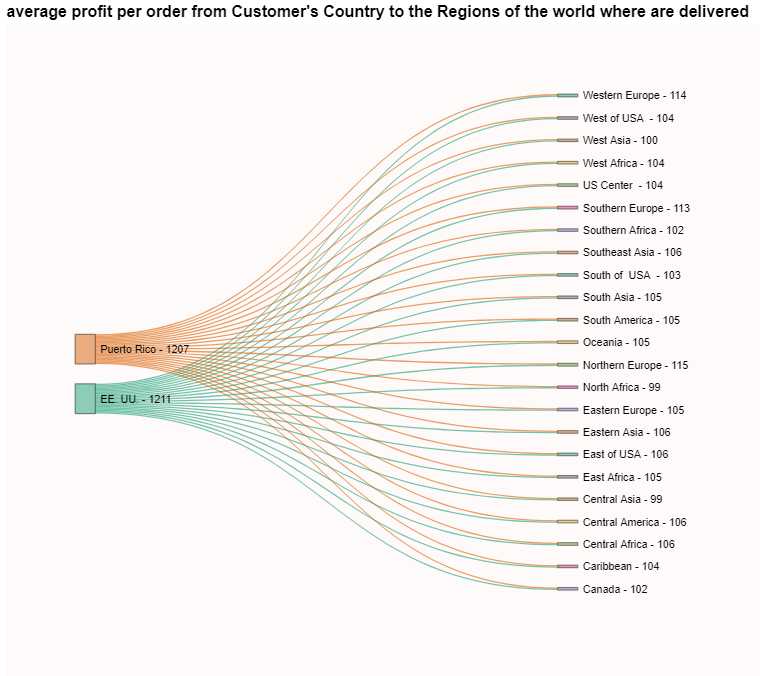 average profit per order from Customer's Country to the Regions of the world where are delivered
Western Europe - 114
West of USA  - 104
West Asia - 100
West Africa - 104
US Center  - 104
Southern Europe - 113
Southern Africa - 102
Southeast Asia - 106
South of  USA  - 103
South Asia - 105
South America - 105
Oceania - 105
Puerto Rico - 1207
Northern Europe - 115
North Africa - 99
EE. UU. - 1211
Eastern Europe - 105
Eastern Asia - 106
East of USA - 106
East Africa - 105
Central Asia - 99
Central America - 106
Central Africa - 106
Caribbean - 104
Canada - 102